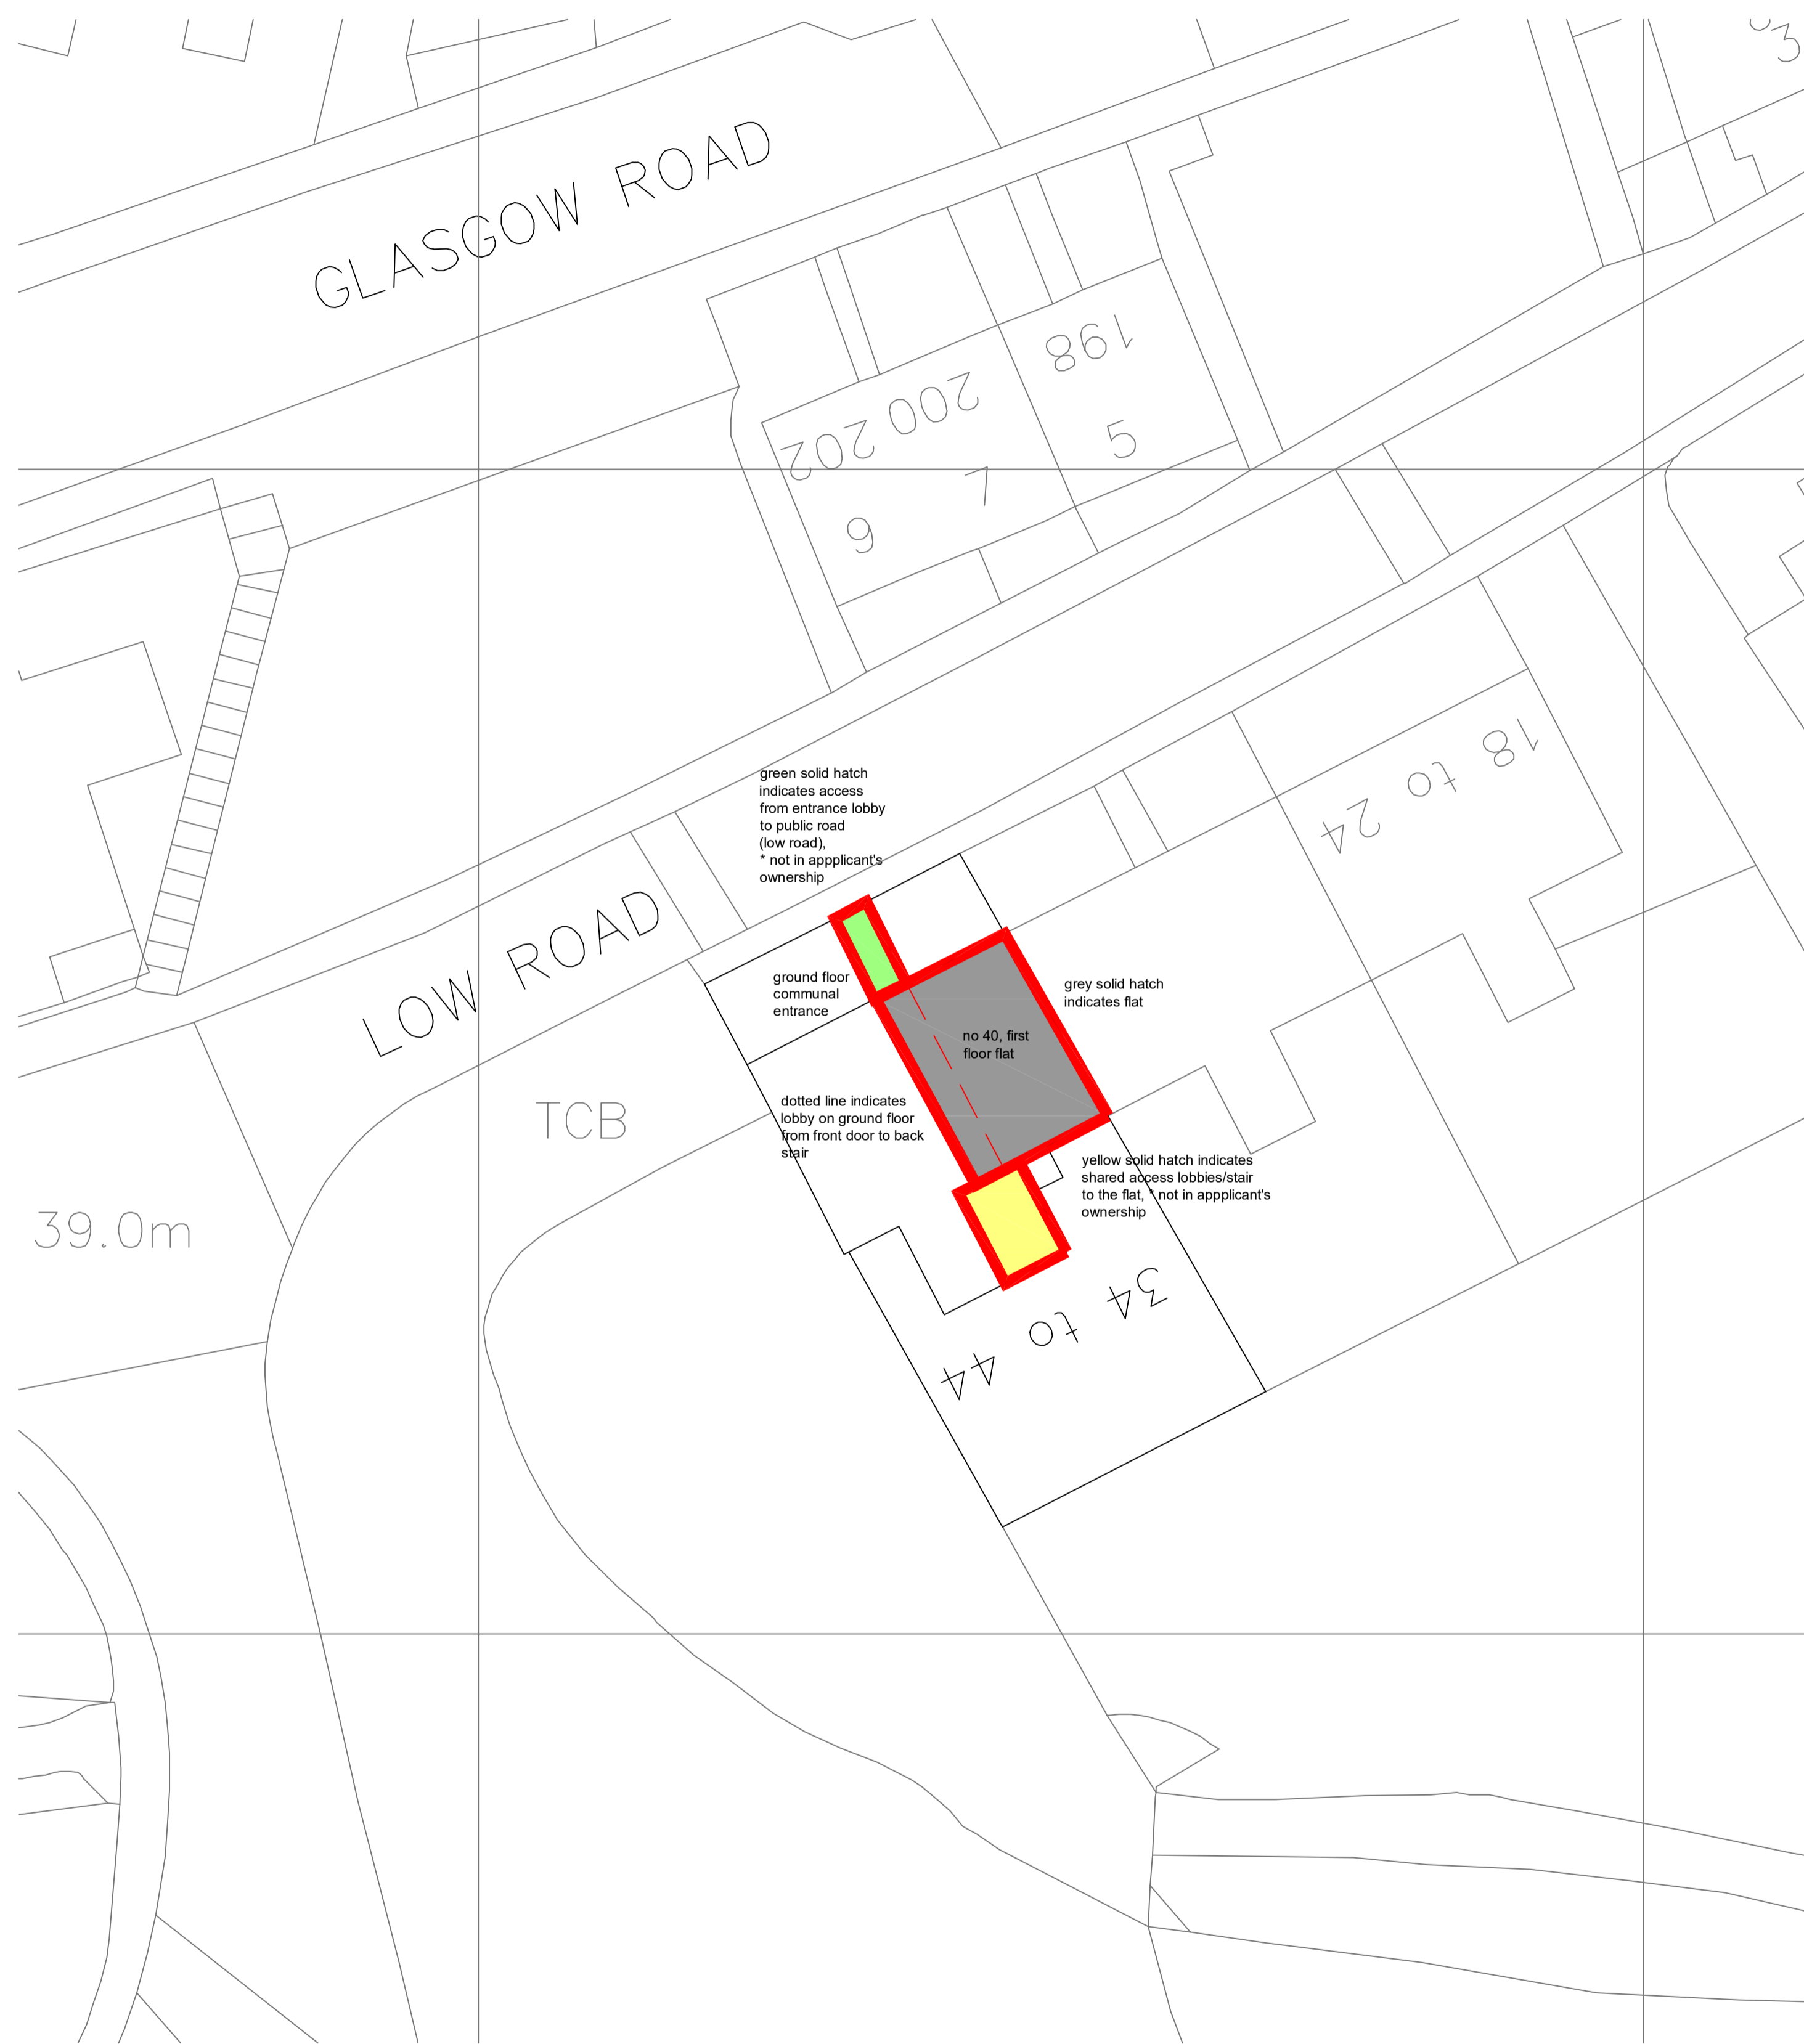 3
GLASGOW ROAD
198
200
202
5
7
9
18 to 24
green solid hatch
indicates access
from entrance lobby
to public road
(low road),
* not in appplicant's
ownership
LOW ROAD
ground floor
communal
entrance
grey solid hatch
indicates flat
no 40, first
floor flat
TCB
dotted line indicates
lobby on ground floor
from front door to back
stair
yellow solid hatch indicates
shared access lobbies/stair
to the flat, * not in appplicant's
ownership
39.0m
34 to 44